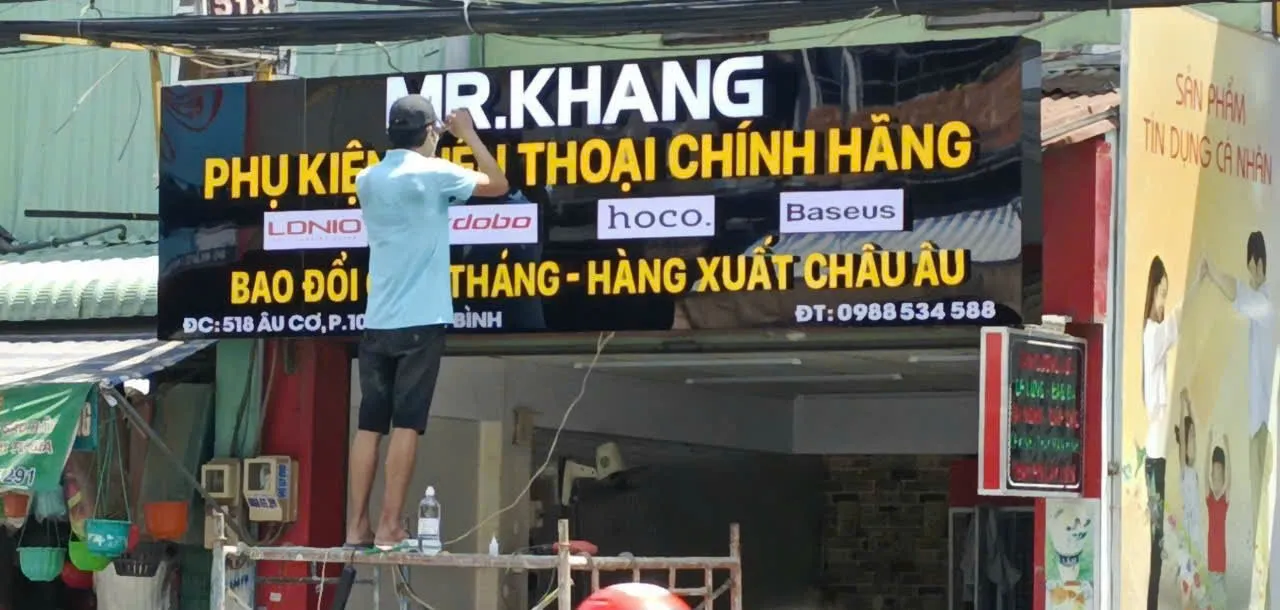 518
MR.KHANG
PHỤ KIỆN THOẠI CHÍNH HÃNG
LDNIO
dobo
hoco.
Baseus
BAO ĐỔI THÁNG - HÀNG XUẤT CHÂU ÂU
ĐC: 518 ÂU CƠ, P.10 BÌNH
ĐT: 0988 534 588
SẢN PHẨM
TÍN DỤNG CÁ NHÂN
291